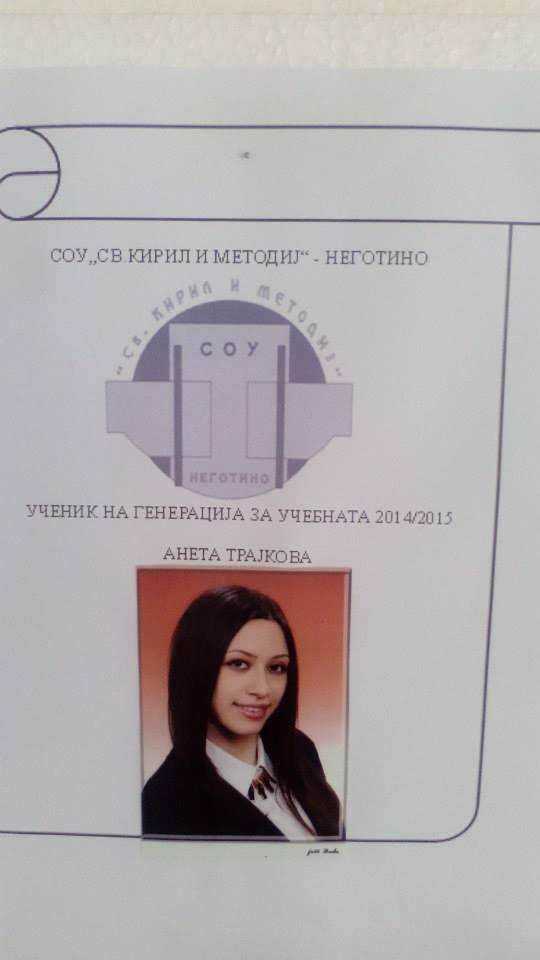 СОУ„СВ.КИРИЛ И МЕТОДИЈ“ - НЕГОТИНО
"СВ. КИРИЛ И МЕТОДИЈ"
СОУ
НЕГОТИНО
УЧЕНИК НА ГЕНЕРАЦИЈА ЗА УЧЕБНАТА 2014/2015
АНЕТА ТРАЈКОВА